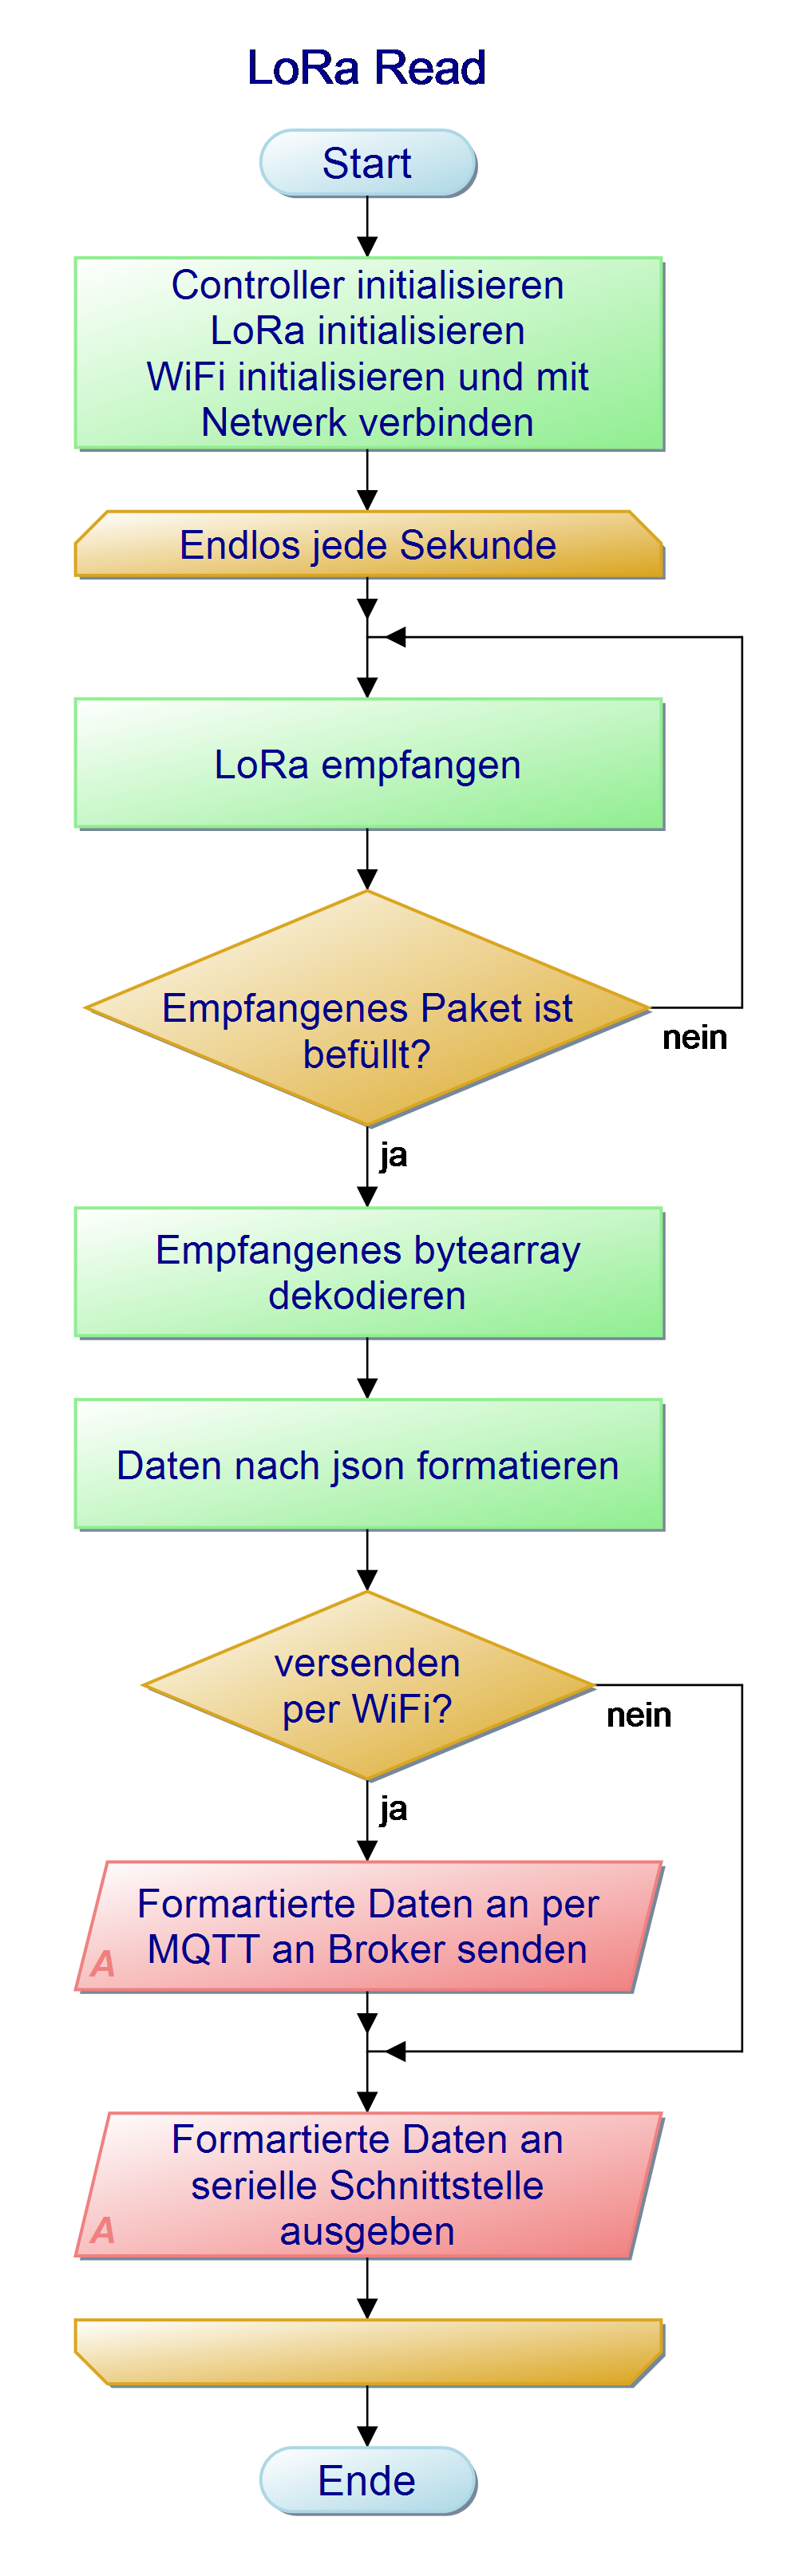 LoRa Read
Start
Controller initialisieren
LoRa initialisieren
WiFi initialisieren und mit
Netwerk verbinden
Endlos jede Sekunde
LoRa empfangen
Empfangenes Paket ist
befüllt?
nein
ja
Empfangenes bytearray
dekodieren
Daten nach json formatieren
versenden
per WiFi?
nein
ja
Formartierte Daten an per
MQTT an Broker senden
A
Formartierte Daten an
serielle Schnittstelle
ausgeben
A
Ende